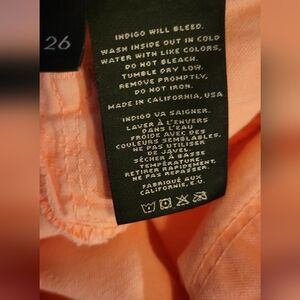 26
INDIGO WILL BLEED.
WASH INSIDE OUT IN COLD
WATER WITH LIKE COLORS,
DO NOT BLEACH.
TUMBLE DRY LOW.
REMOVE PROMPTLY,
DO NOT IRON.
MADE IN CALIFORNIA, USA
INDIGO VA SAIGNER.
LAVER À L'ENVERS
DANS L'EAU
FROIDE AVEC DES
COULEURS SEMBLABLES,
NE PAS UTILISER
DE JAVEL.
SÉCHER À BASSE
TEMPÉRATURE,
RETIRER RAPIDEMENT,
NE PAS REPASSER.
FABRIQUÉ AUX
CALIFORNIE, E.U.